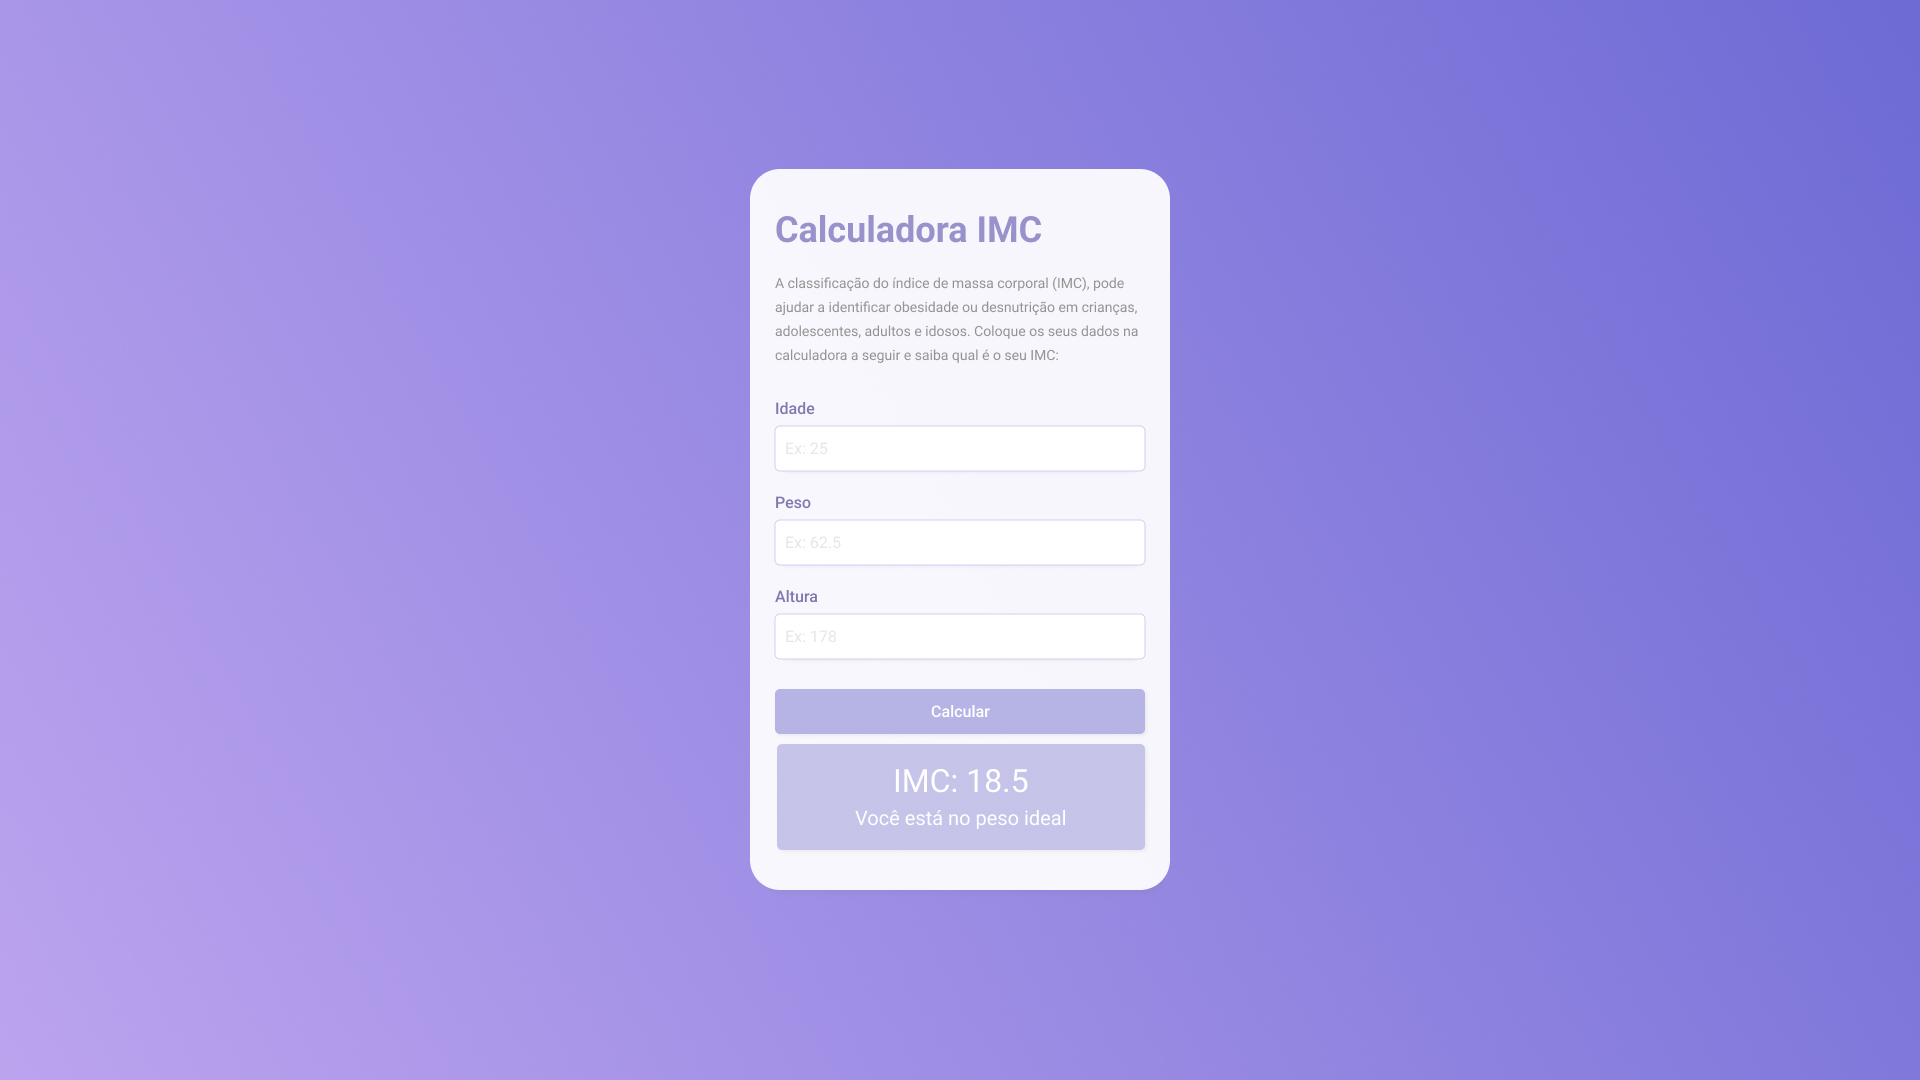 Calculadora IMC
A classificação do índice de massa corporal (IMC), pode
ajudar a identificar obesidade ou desnutrição em crianças,
adolescentes, adultos e idosos. Coloque os seus dados na
calculadora a seguir e saiba qual é o seu IMC:
Idade
Ex: 25
Peso
Ex: 62.5
Altura
Ex: 178
Calcular
IMC: 18.5
Você está no peso ideal